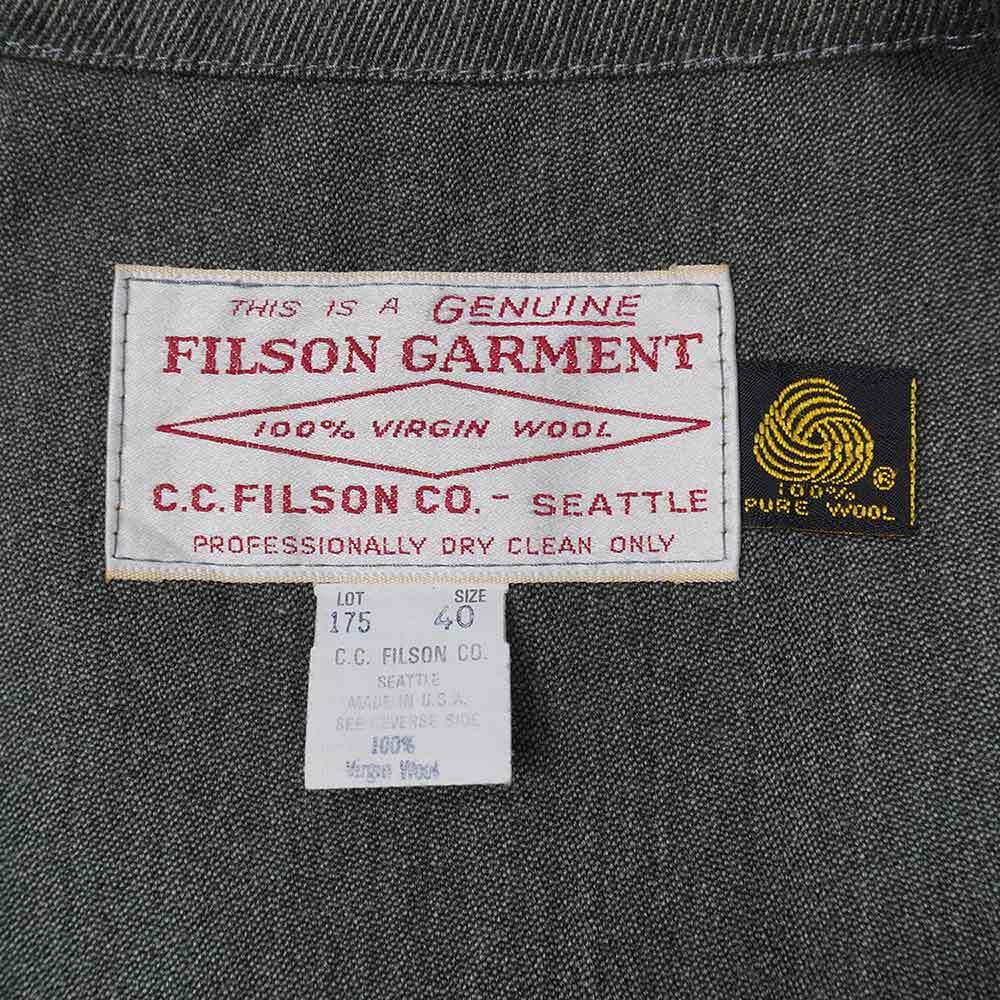 THIS IS A GENUINE
FILSON GARMENT
100% VIRGIN WOOL
C.C. FILSON CO. - SEATTLE
PROFESSIONALLY DRY CLEAN ONLY
100% ®
PURE WOOL
LOT SIZE
175 40
C.C. FILSON CO.
SEATTLE
MADE IN U.S.A.
SEE REVERSE SIDE
100%
Virgin Wool